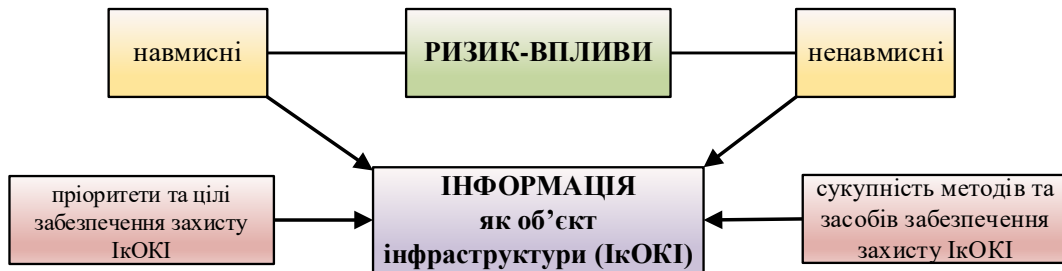 навмисні
РИЗИК-ВПЛИВИ
ненавмисні
пріоритети та цілі
забезпечення захисту
ІкОКІ
ІНФОРМАЦІЯ
як об’єкт
інфраструктури (ІкОКІ)
сукупність методів та
засобів забезпечення
захисту ІкОКІ